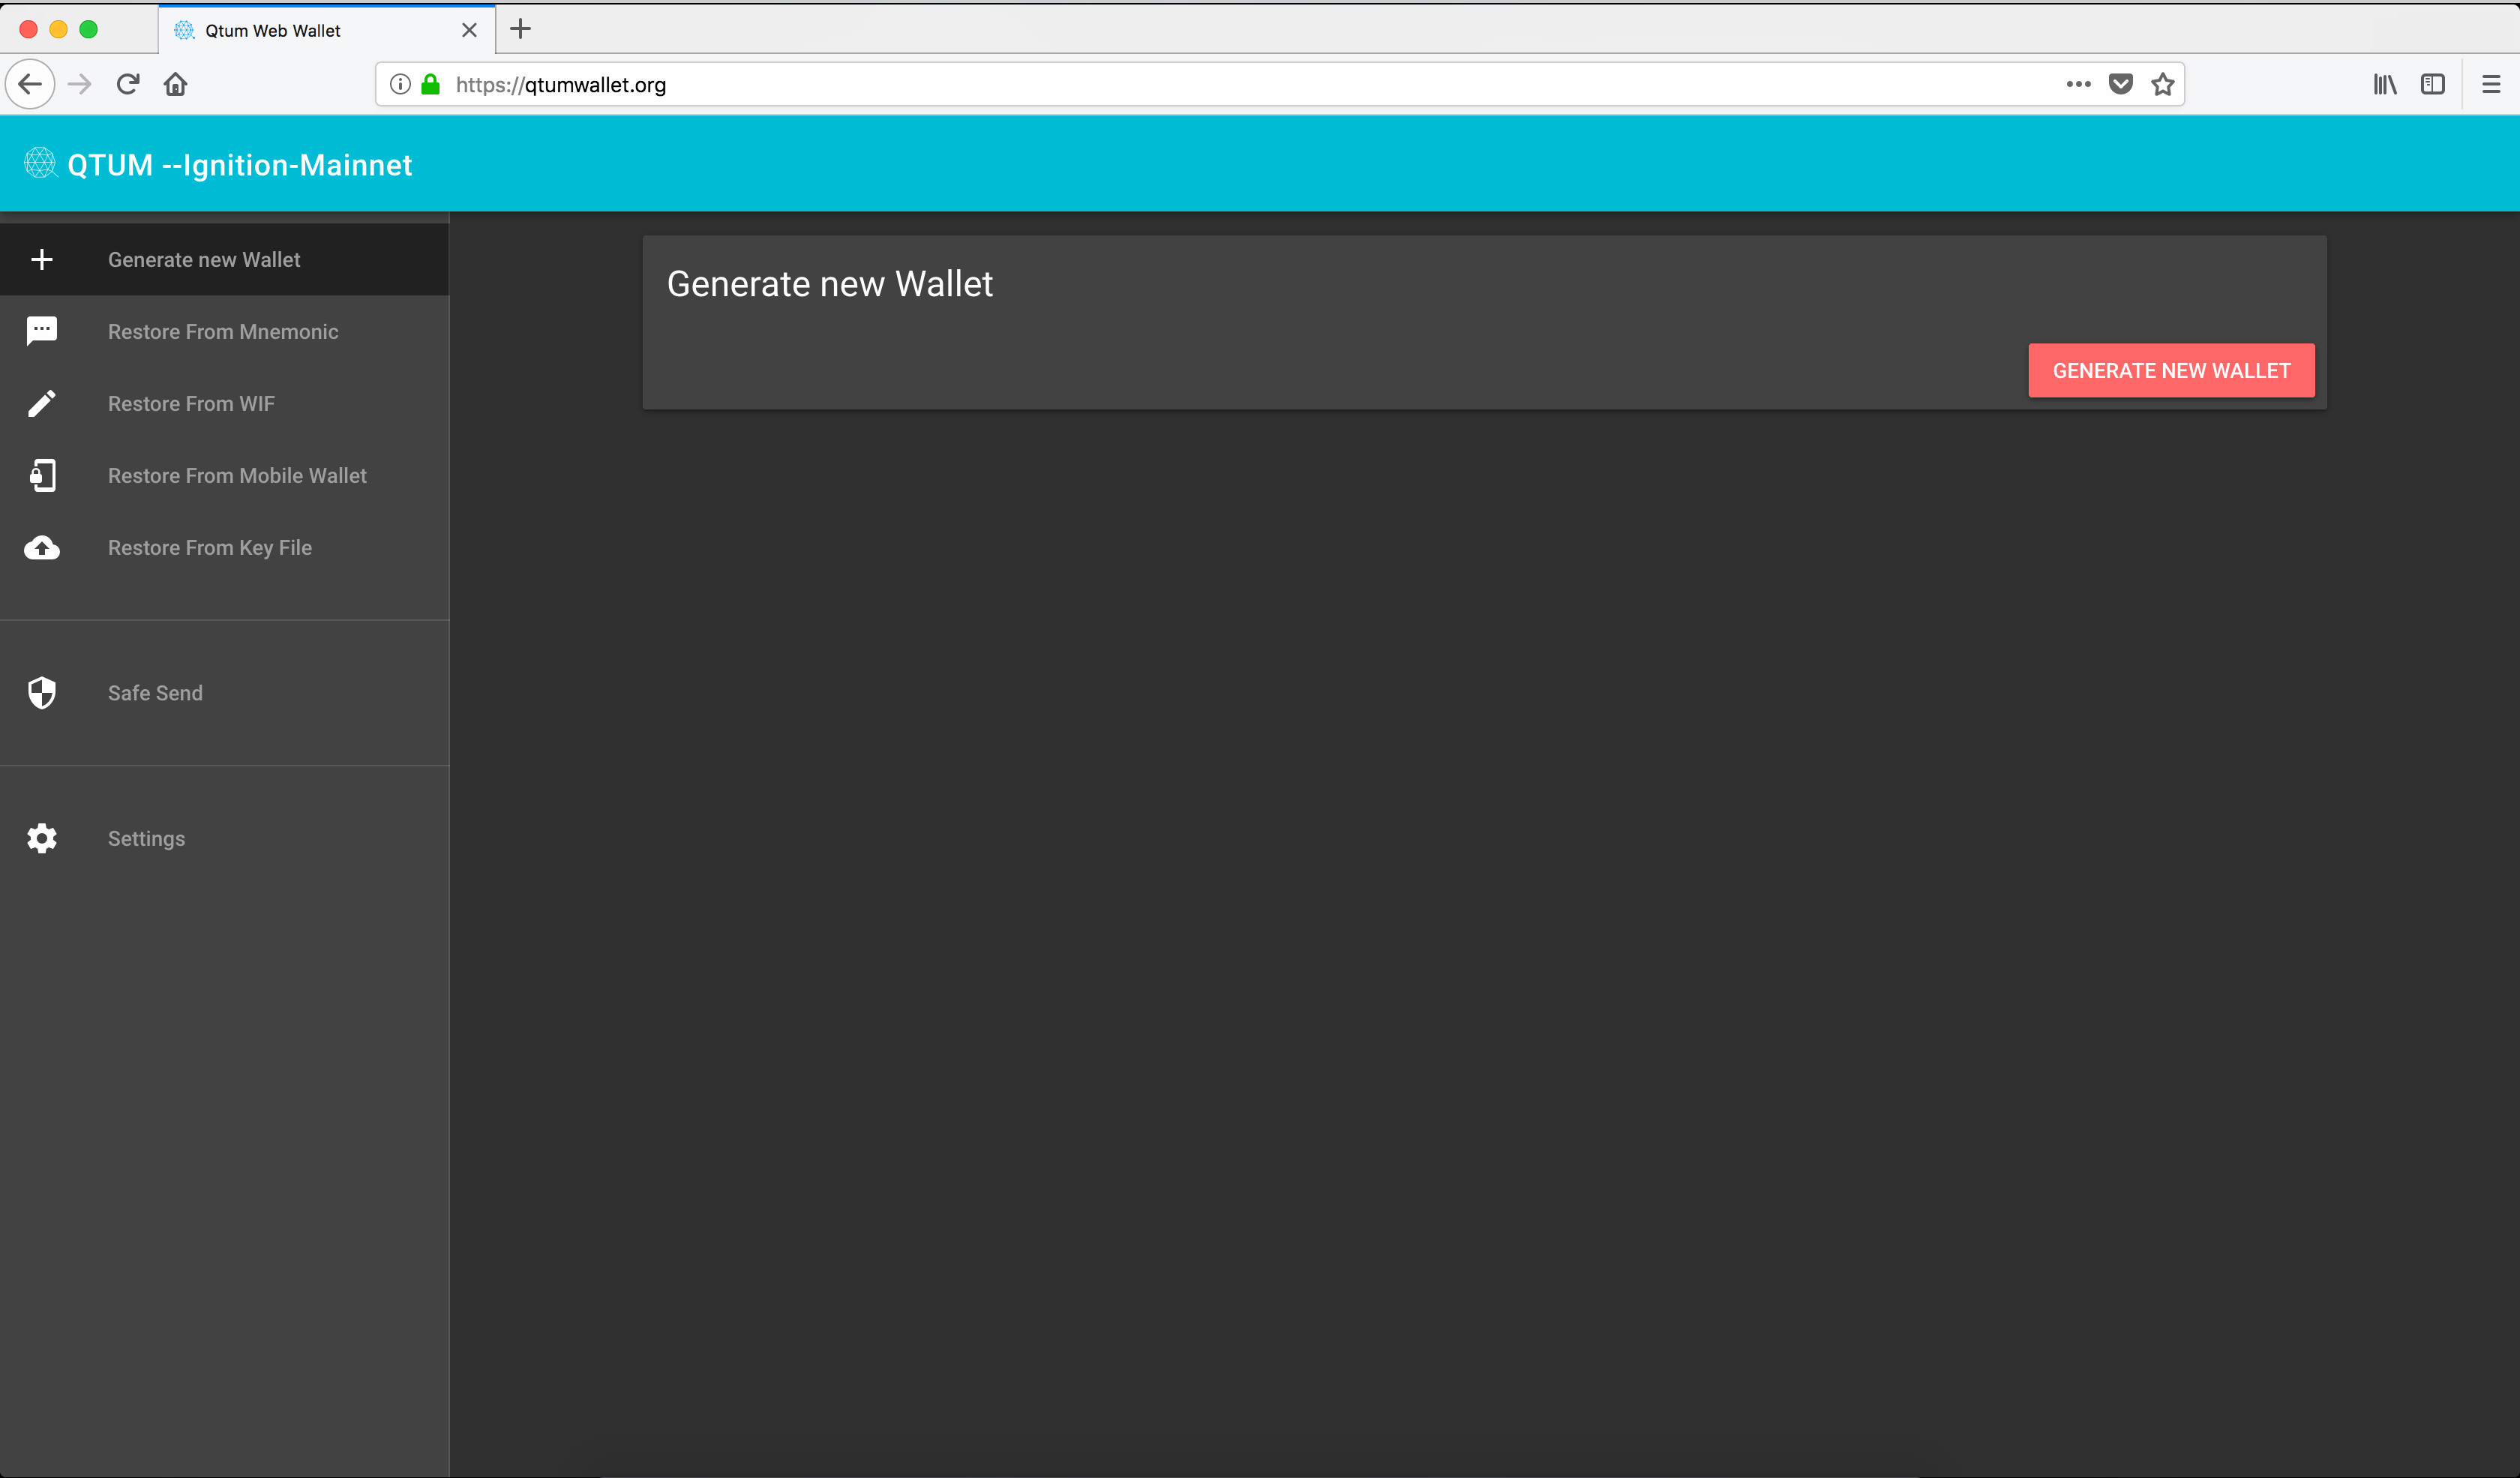 Qtum Web Wallet
https://qtumwallet.org
QTUM --Ignition-Mainnet
Generate new Wallet
Restore From Mnemonic
Restore From WIF
Restore From Mobile Wallet
Restore From Key File
Safe Send
Settings
Generate new Wallet
GENERATE NEW WALLET